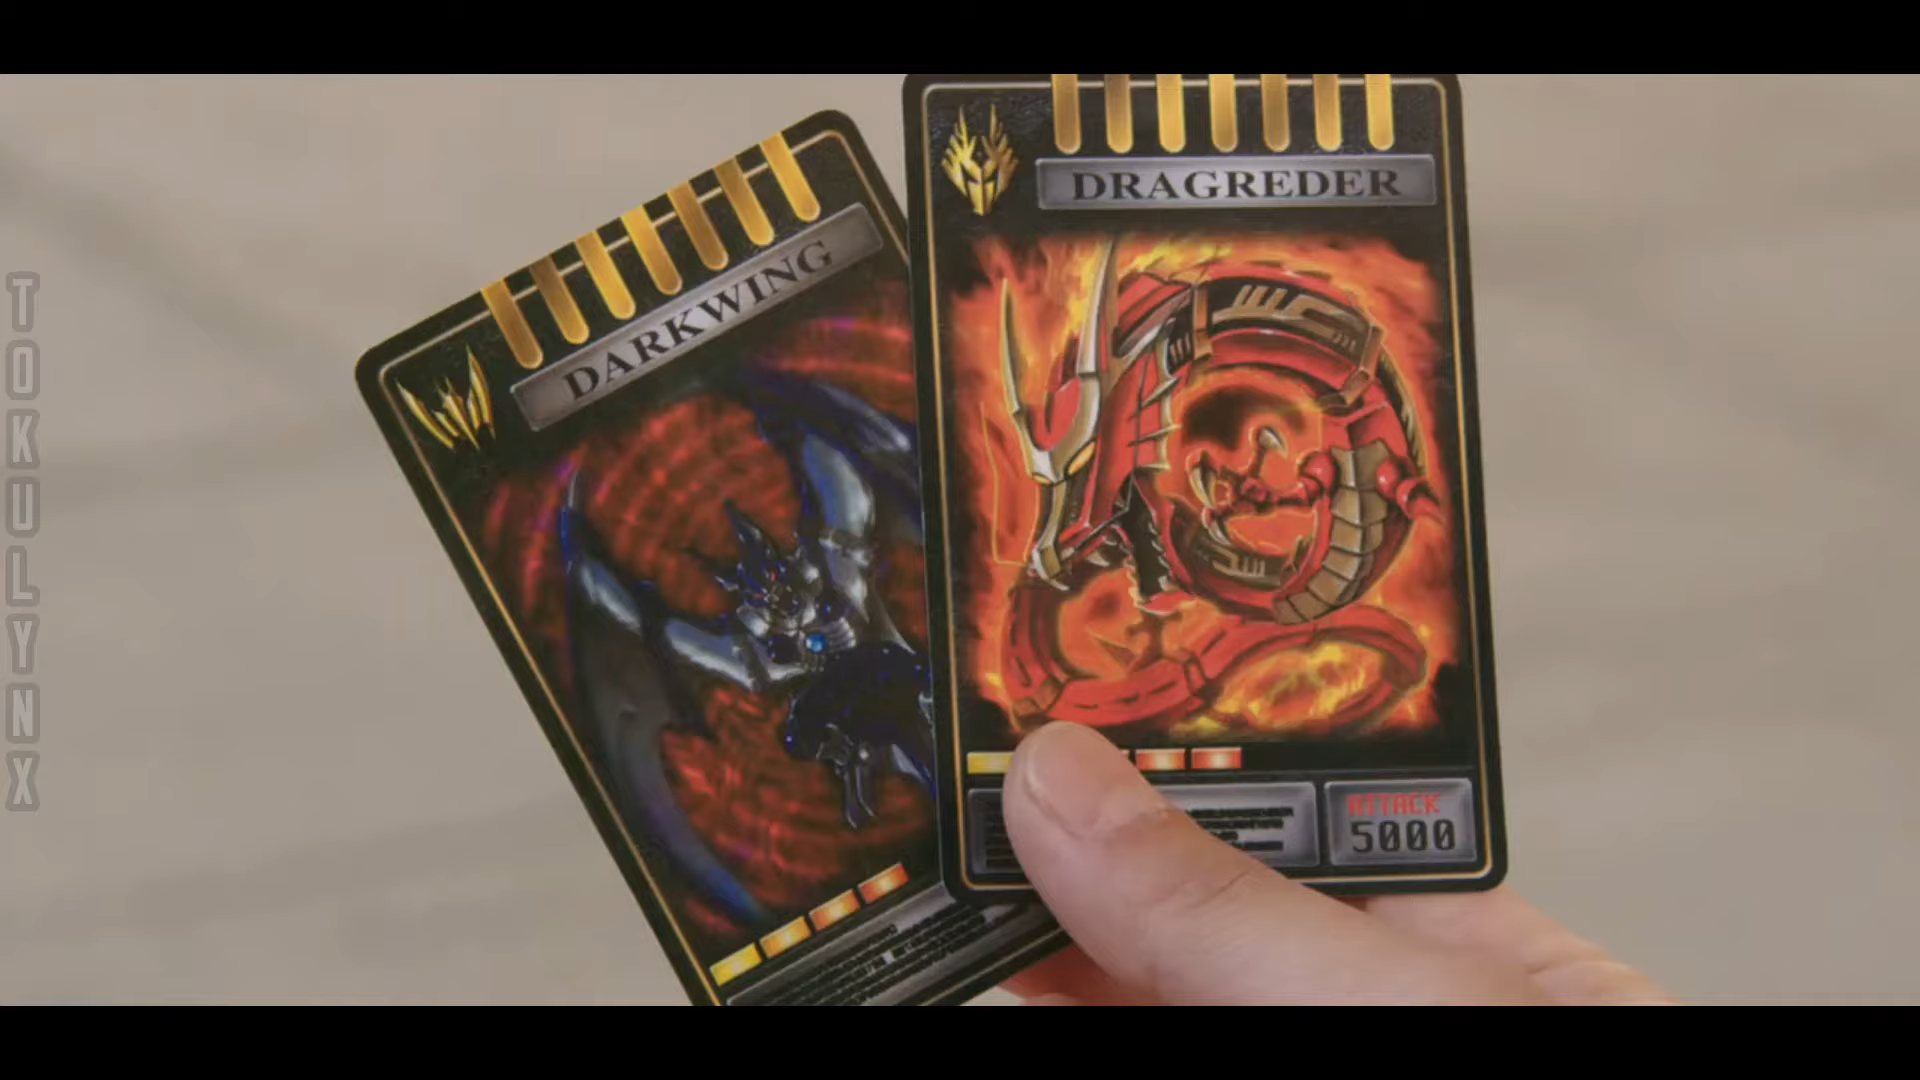 TOKULYNX
DARKWING
DRAGREDER
ATTACK
5000